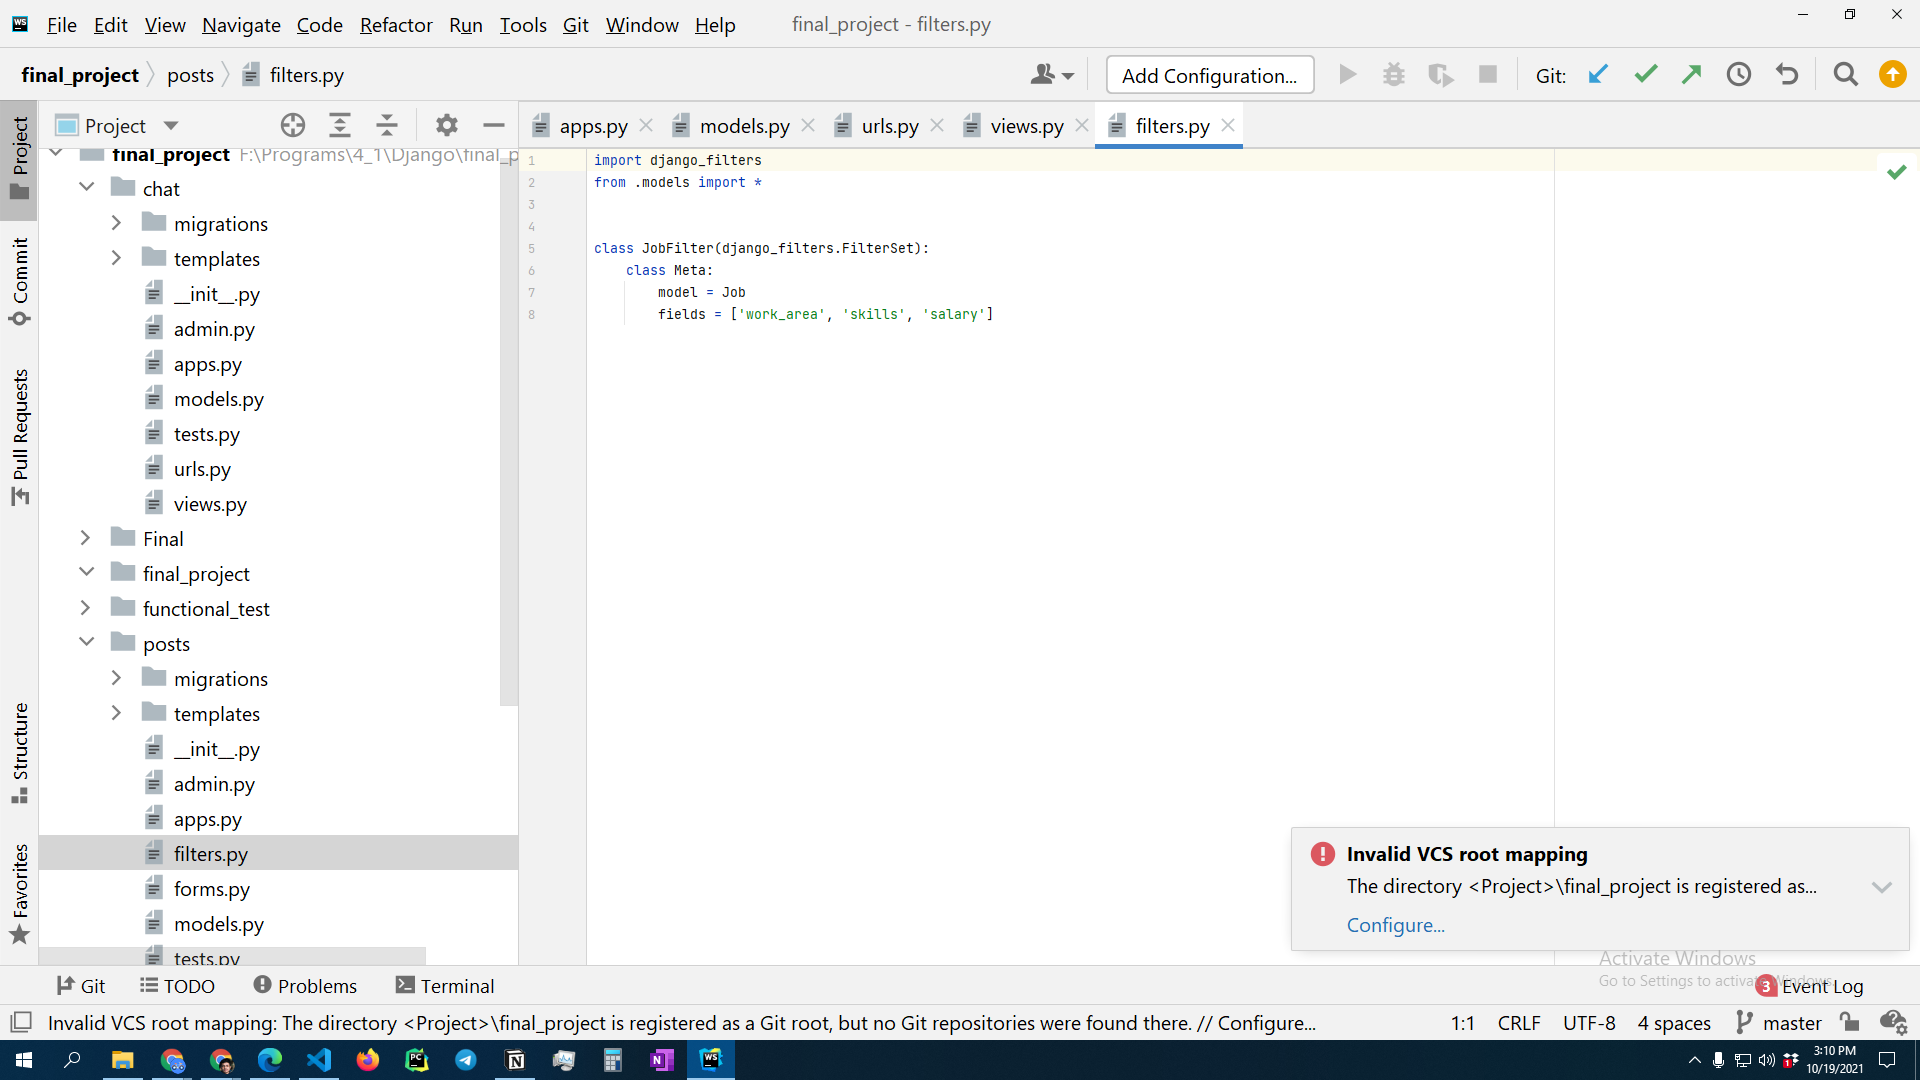 File Edit View Navigate Code Refactor Run Tools Git Window Help final_project - filters.py
final_project posts filters.py Add Configuration... Git:
Project
apps.py models.py urls.py views.py filters.py
final_project F:\Programs\4_1\Django\final_p
chat
migrations
templates
__init__.py
admin.py
apps.py
models.py
tests.py
urls.py
views.py
Final
final_project
functional_test
posts
migrations
templates
__init__.py
admin.py
apps.py
filters.py
forms.py
models.py
tests.py
Project
Commit
Pull Requests
Structure
Favorites
1 import django_filters
2 from .models import *
3
4
5 class JobFilter(django_filters.FilterSet):
6 class Meta:
7 model = Job
8 fields = ['work_area', 'skills', 'salary']
Invalid VCS root mapping
The directory <Project>\final_project is registered as...
Configure...
Activate Windows
Go to Settings to activate Windows.
Git TODO Problems Terminal 3 Event Log
Invalid VCS root mapping: The directory <Project>\final_project is registered as a Git root, but no Git repositories were found there. // Configure... 1:1 CRLF UTF-8 4 spaces master
3:10 PM
10/19/2021